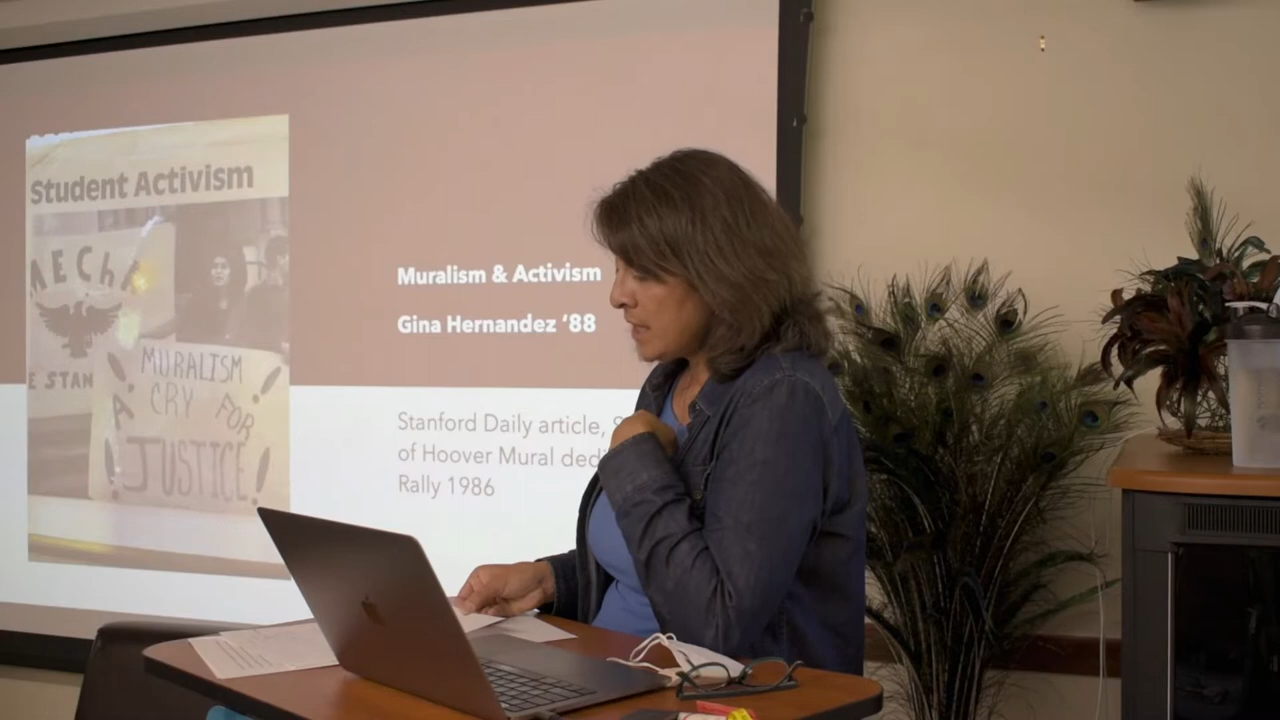 Student Activism
MECh
E STAN
MURALISM
A CRY FOR
JUSTICE
Muralism & Activism
Gina Hernandez ‘88
Stanford Daily article, S
of Hoover Mural dedi
Rally 1986